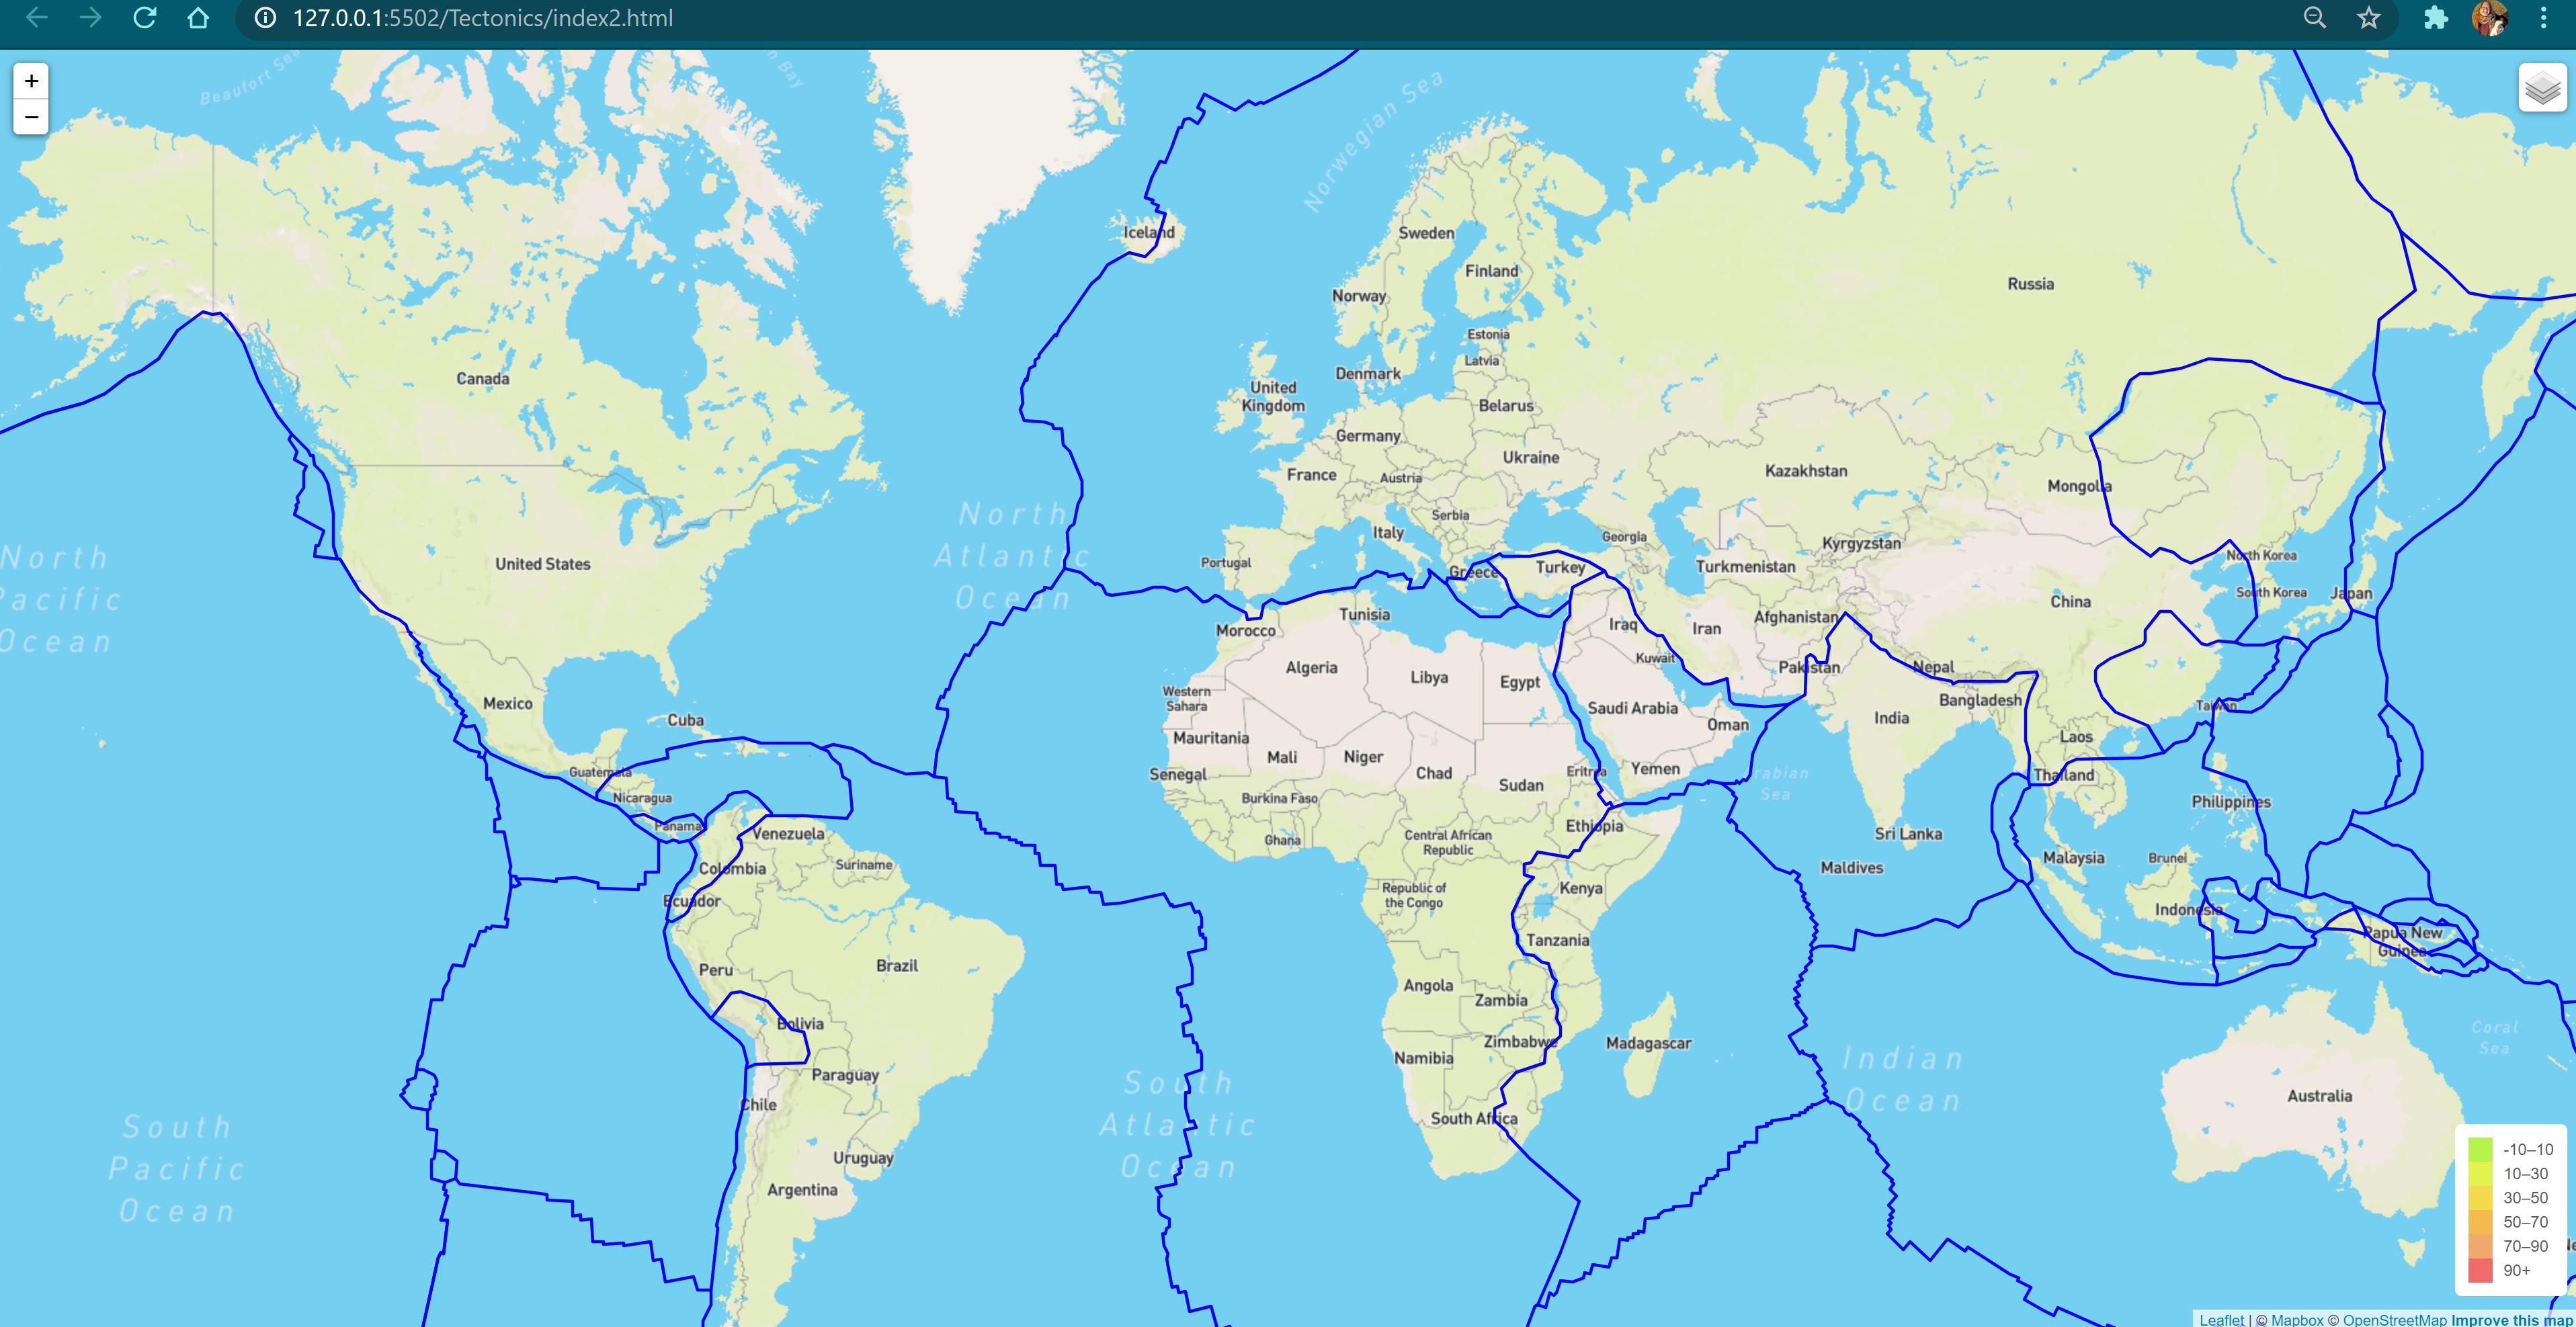 127.0.0.1:5502/Tectonics/index2.html
+
−
Beaufort Sea
n Bay
Norwegian Sea
Iceland
Sweden
Finland
Russia
Norway
Estonia
Latvia
Canada
Denmark
United
Kingdom
Belarus
Germany
Ukraine
France
Austria
Kazakhstan
Mongolia
North
Atlantic
Ocean
Serbia
Italy
Georgia
Kyrgyzstan
North
Pacific
Ocean
United States
Portugal
Greece
Turkey
Turkmenistan
North Korea
South Korea
Japan
China
Tunisia
Afghanistan
Morocco
Iraq
Iran
Algeria
Libya
Egypt
Kuwait
Pakistan
Nepal
Western
Sahara
Mexico
Cuba
Saudi Arabia
Bangladesh
Taiwan
India
Oman
Mauritania
Mali
Niger
Chad
Laos
Guatemala
Senegal
Eritrea
Yemen
rabian
Sea
Thailand
Sudan
Nicaragua
Burkina Faso
Philippines
Panama
Venezuela
Ghana
Central African
Republic
Ethiopia
Sri Lanka
Colombia
Suriname
Maldives
Malaysia
Brunei
Republic of
the Congo
Kenya
Ecuador
Indonesia
Tanzania
Papua New
Guinea
Peru
Brazil
Angola
Zambia
Bolivia
Zimbabwe
Madagascar
Coral
Sea
Namibia
Indian
Ocean
Paraguay
South
Atlantic
Ocean
Chile
South Africa
Australia
South
Pacific
Ocean
Uruguay
Argentina
-10–10
10–30
30–50
50–70
70–90
90+
Leaflet | © Mapbox © OpenStreetMap Improve this map